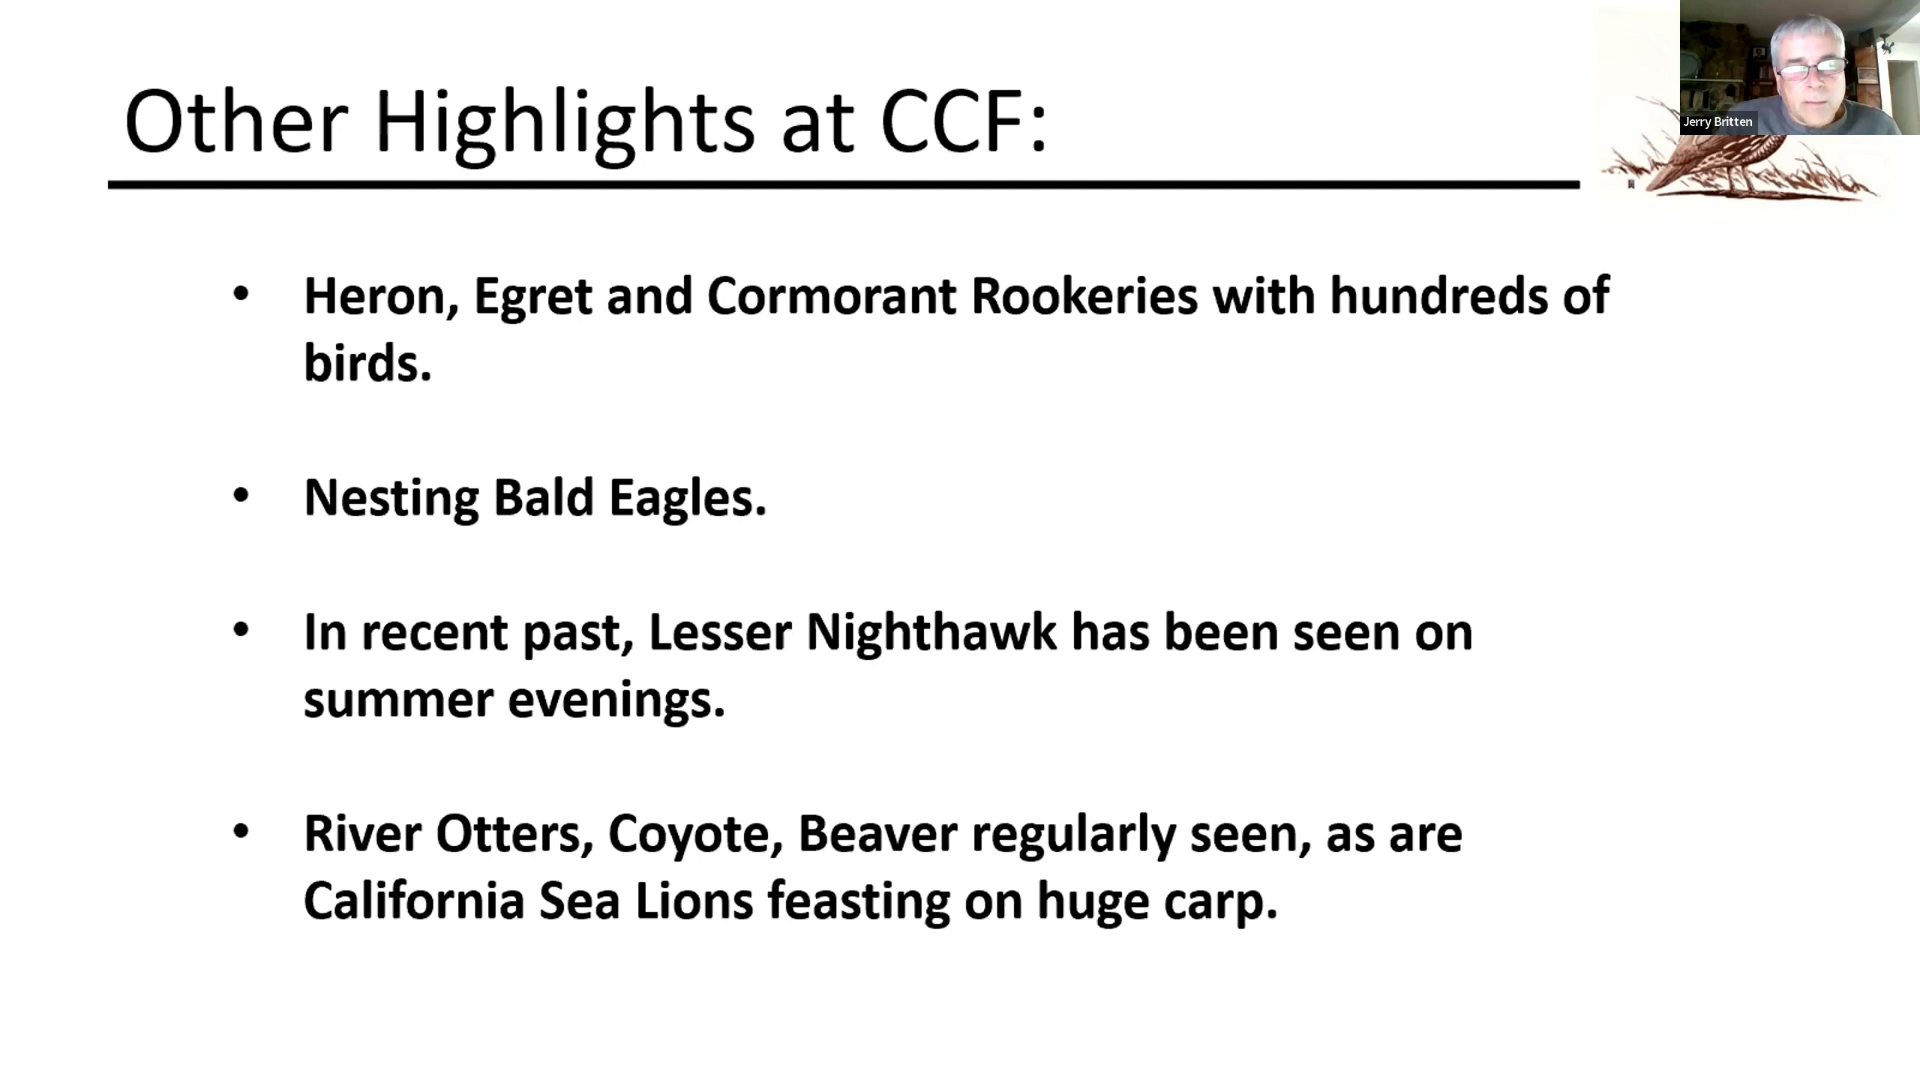 Other Highlights at CCF:
Jerry Britten
• Heron, Egret and Cormorant Rookeries with hundreds of
birds.
• Nesting Bald Eagles.
• In recent past, Lesser Nighthawk has been seen on
summer evenings.
• River Otters, Coyote, Beaver regularly seen, as are
California Sea Lions feasting on huge carp.